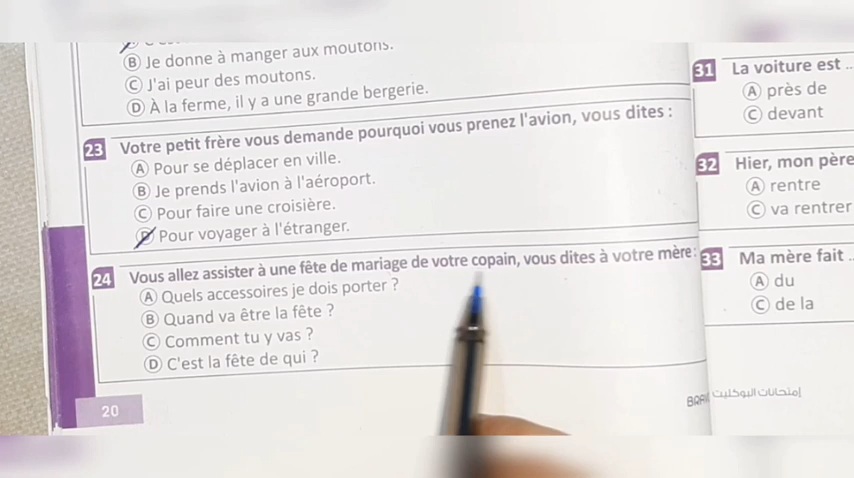 B Je donne à manger aux moutons.
C J'ai peur des moutons.
D À la ferme, il y a une grande bergerie.
23 Votre petit frère vous demande pourquoi vous prenez l'avion, vous dites :
A Pour se déplacer en ville.
B Je prends l'avion à l'aéroport.
C Pour faire une croisière.
D Pour voyager à l'étranger.
24 Vous allez assister à une fête de mariage de votre copain, vous dites à votre mère:
A Quels accessoires je dois porter ?
B Quand va être la fête ?
C Comment tu y vas ?
D C'est la fête de qui ?
20
31 La voiture est ..
A près de
C devant
32 Hier, mon père
A rentre
C va rentrer
33 Ma mère fait ..
A du
C de la
إمتحانات البوكليت